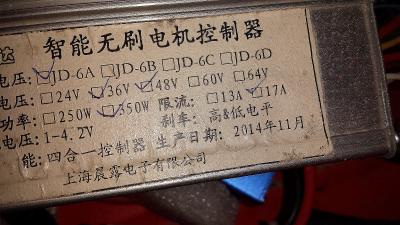 智能无刷电机控制器
电压: ☑JD-6A □JD-6B □JD-6C □JD-6D
电压: □24V ☑36V ☑48V □60V □64V
功率: □250W ☑350W 限流: □13A ☑17A
电压: 1-4.2V 刹车: 高&低电平
能: 四合一控制器 生产日期: 2014年11月
上海晨露电子有限公司